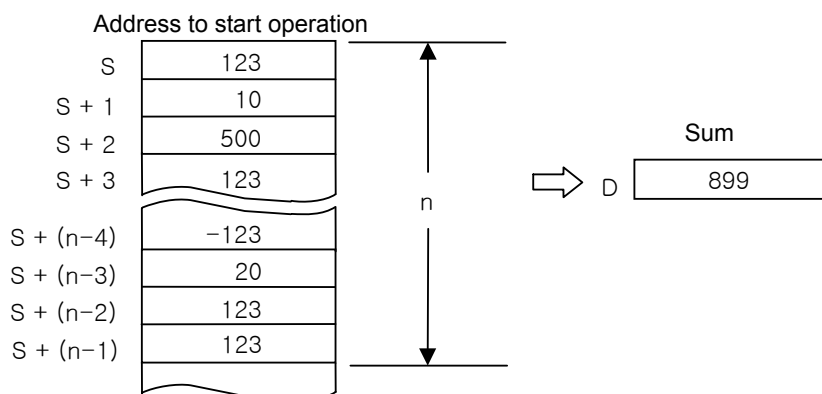 Address to start operation
S 123
S + 1 10
S + 2 500
S + 3 123
S + (n-4) -123
S + (n-3) 20
S + (n-2) 123
S + (n-1) 123
n
Sum
D 899